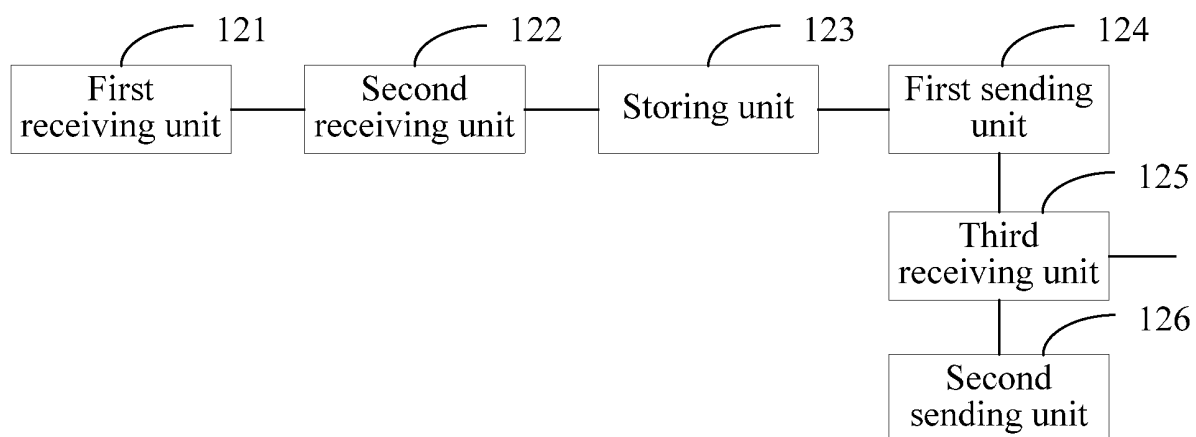 121
122
123
124
First
receiving unit
Second
receiving unit
Storing unit
First sending
unit
125
Third
receiving unit
126
Second
sending unit